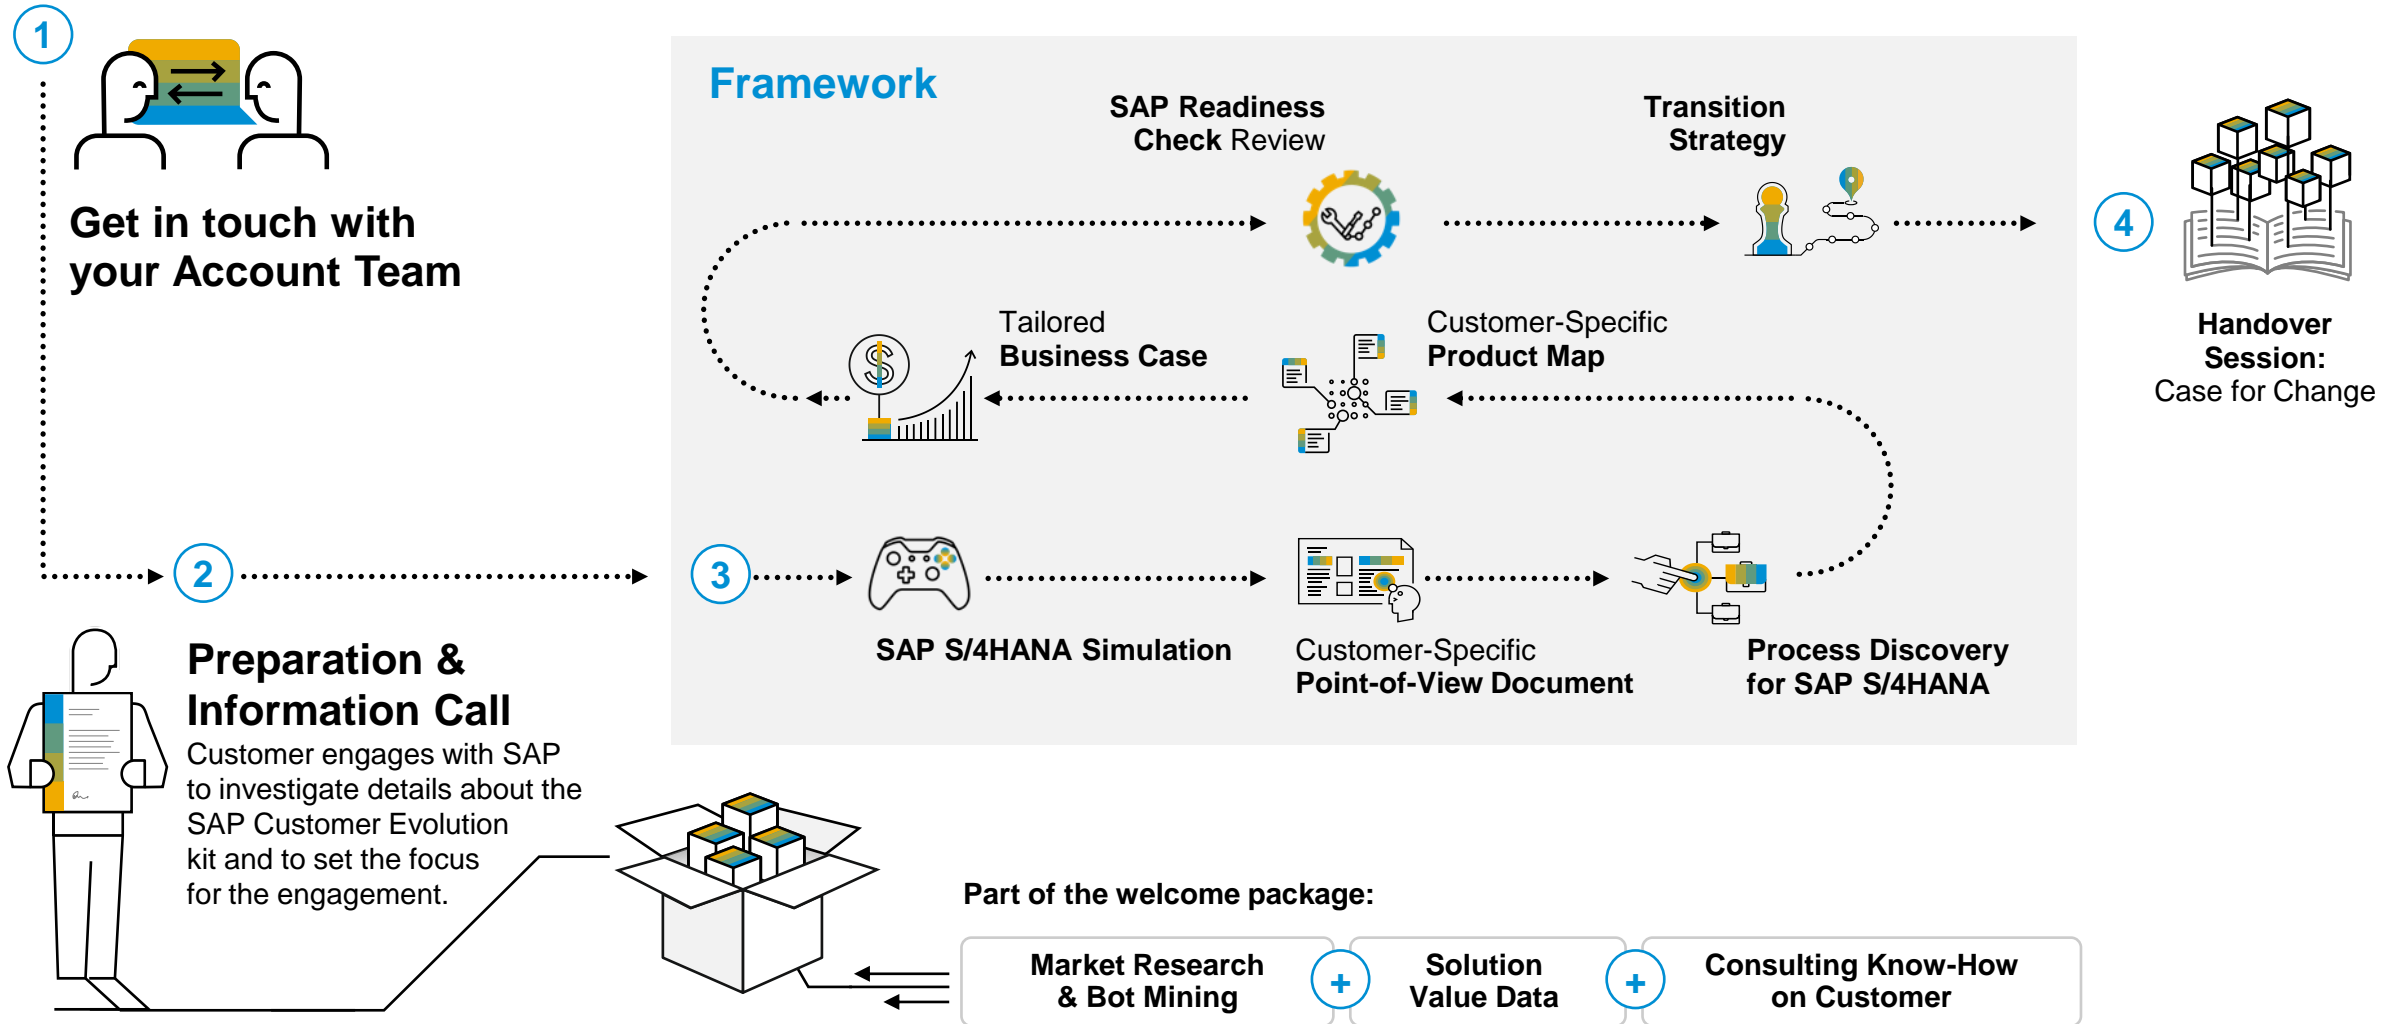 1
Get in touch with
your Account Team
2
Preparation &
Information Call
Customer engages with SAP
to investigate details about the
SAP Customer Evolution
kit and to set the focus
for the engagement.
Framework
3
SAP S/4HANA Simulation
Customer-Specific
Point-of-View Document
Process Discovery
for SAP S/4HANA
Customer-Specific
Product Map
Tailored
Business Case
SAP Readiness
Check Review
Transition
Strategy
4
Handover
Session:
Case for Change
Part of the welcome package:
Market Research
& Bot Mining
+
Solution
Value Data
+
Consulting Know-How
on Customer